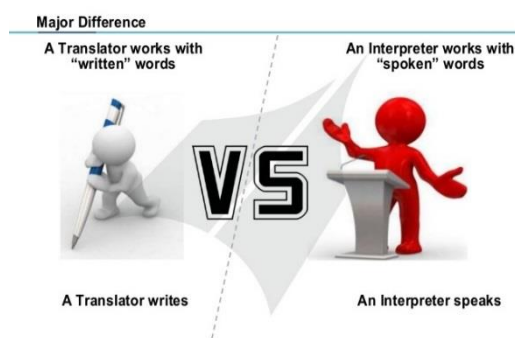 Major Difference
A Translator works with
"written" words
An Interpreter works with
"spoken" words
VS
A Translator writes
An Interpreter speaks